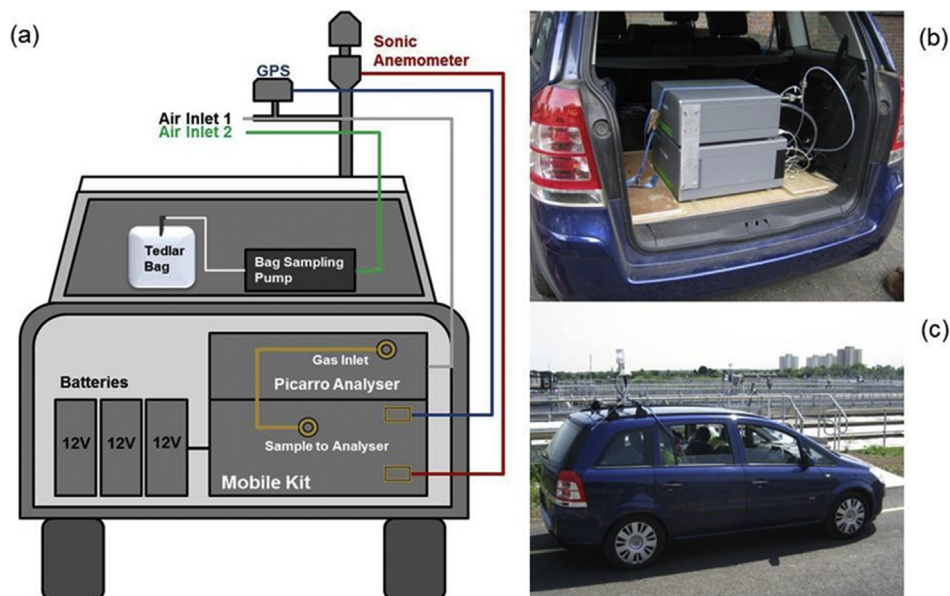 (a)
Sonic
Anemometer
GPS
Air Inlet 1
Air Inlet 2
Tedlar
Bag
Bag Sampling
Pump
Gas Inlet
Picarro Analyser
Batteries
12V 12V 12V
Sample to Analyser
Mobile Kit
(b)
(c)